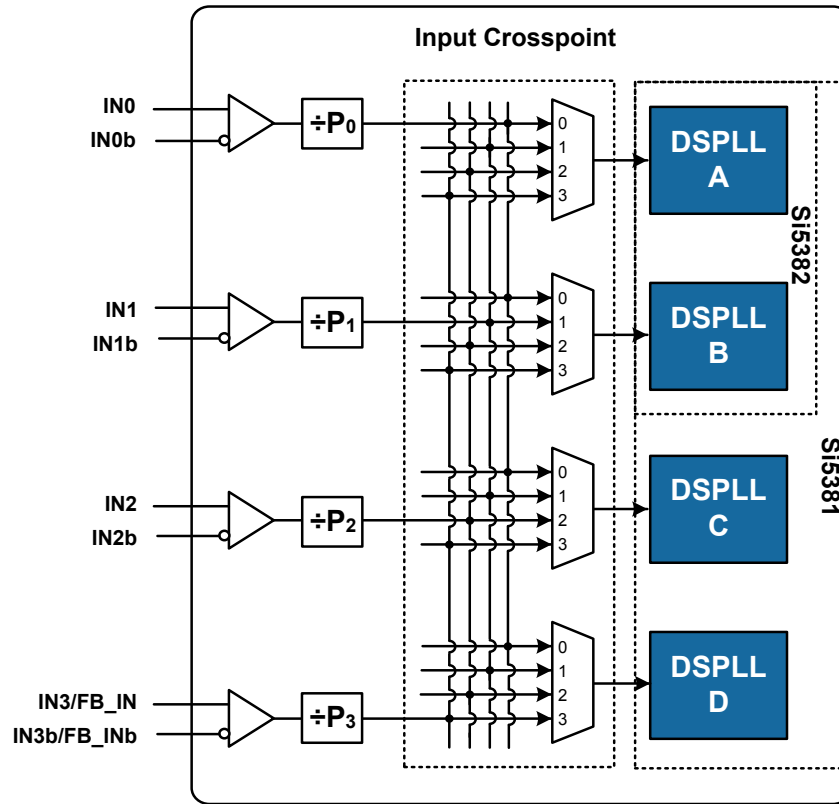 Input Crosspoint
IN0
IN0b
÷P0
0
1
2
3
DSPLL
A
Si5382
IN1
IN1b
÷P1
0
1
2
3
DSPLL
B
IN2
IN2b
÷P2
0
1
2
3
DSPLL
C
Si5381
IN3/FB_IN
IN3b/FB_INb
÷P3
0
1
2
3
DSPLL
D